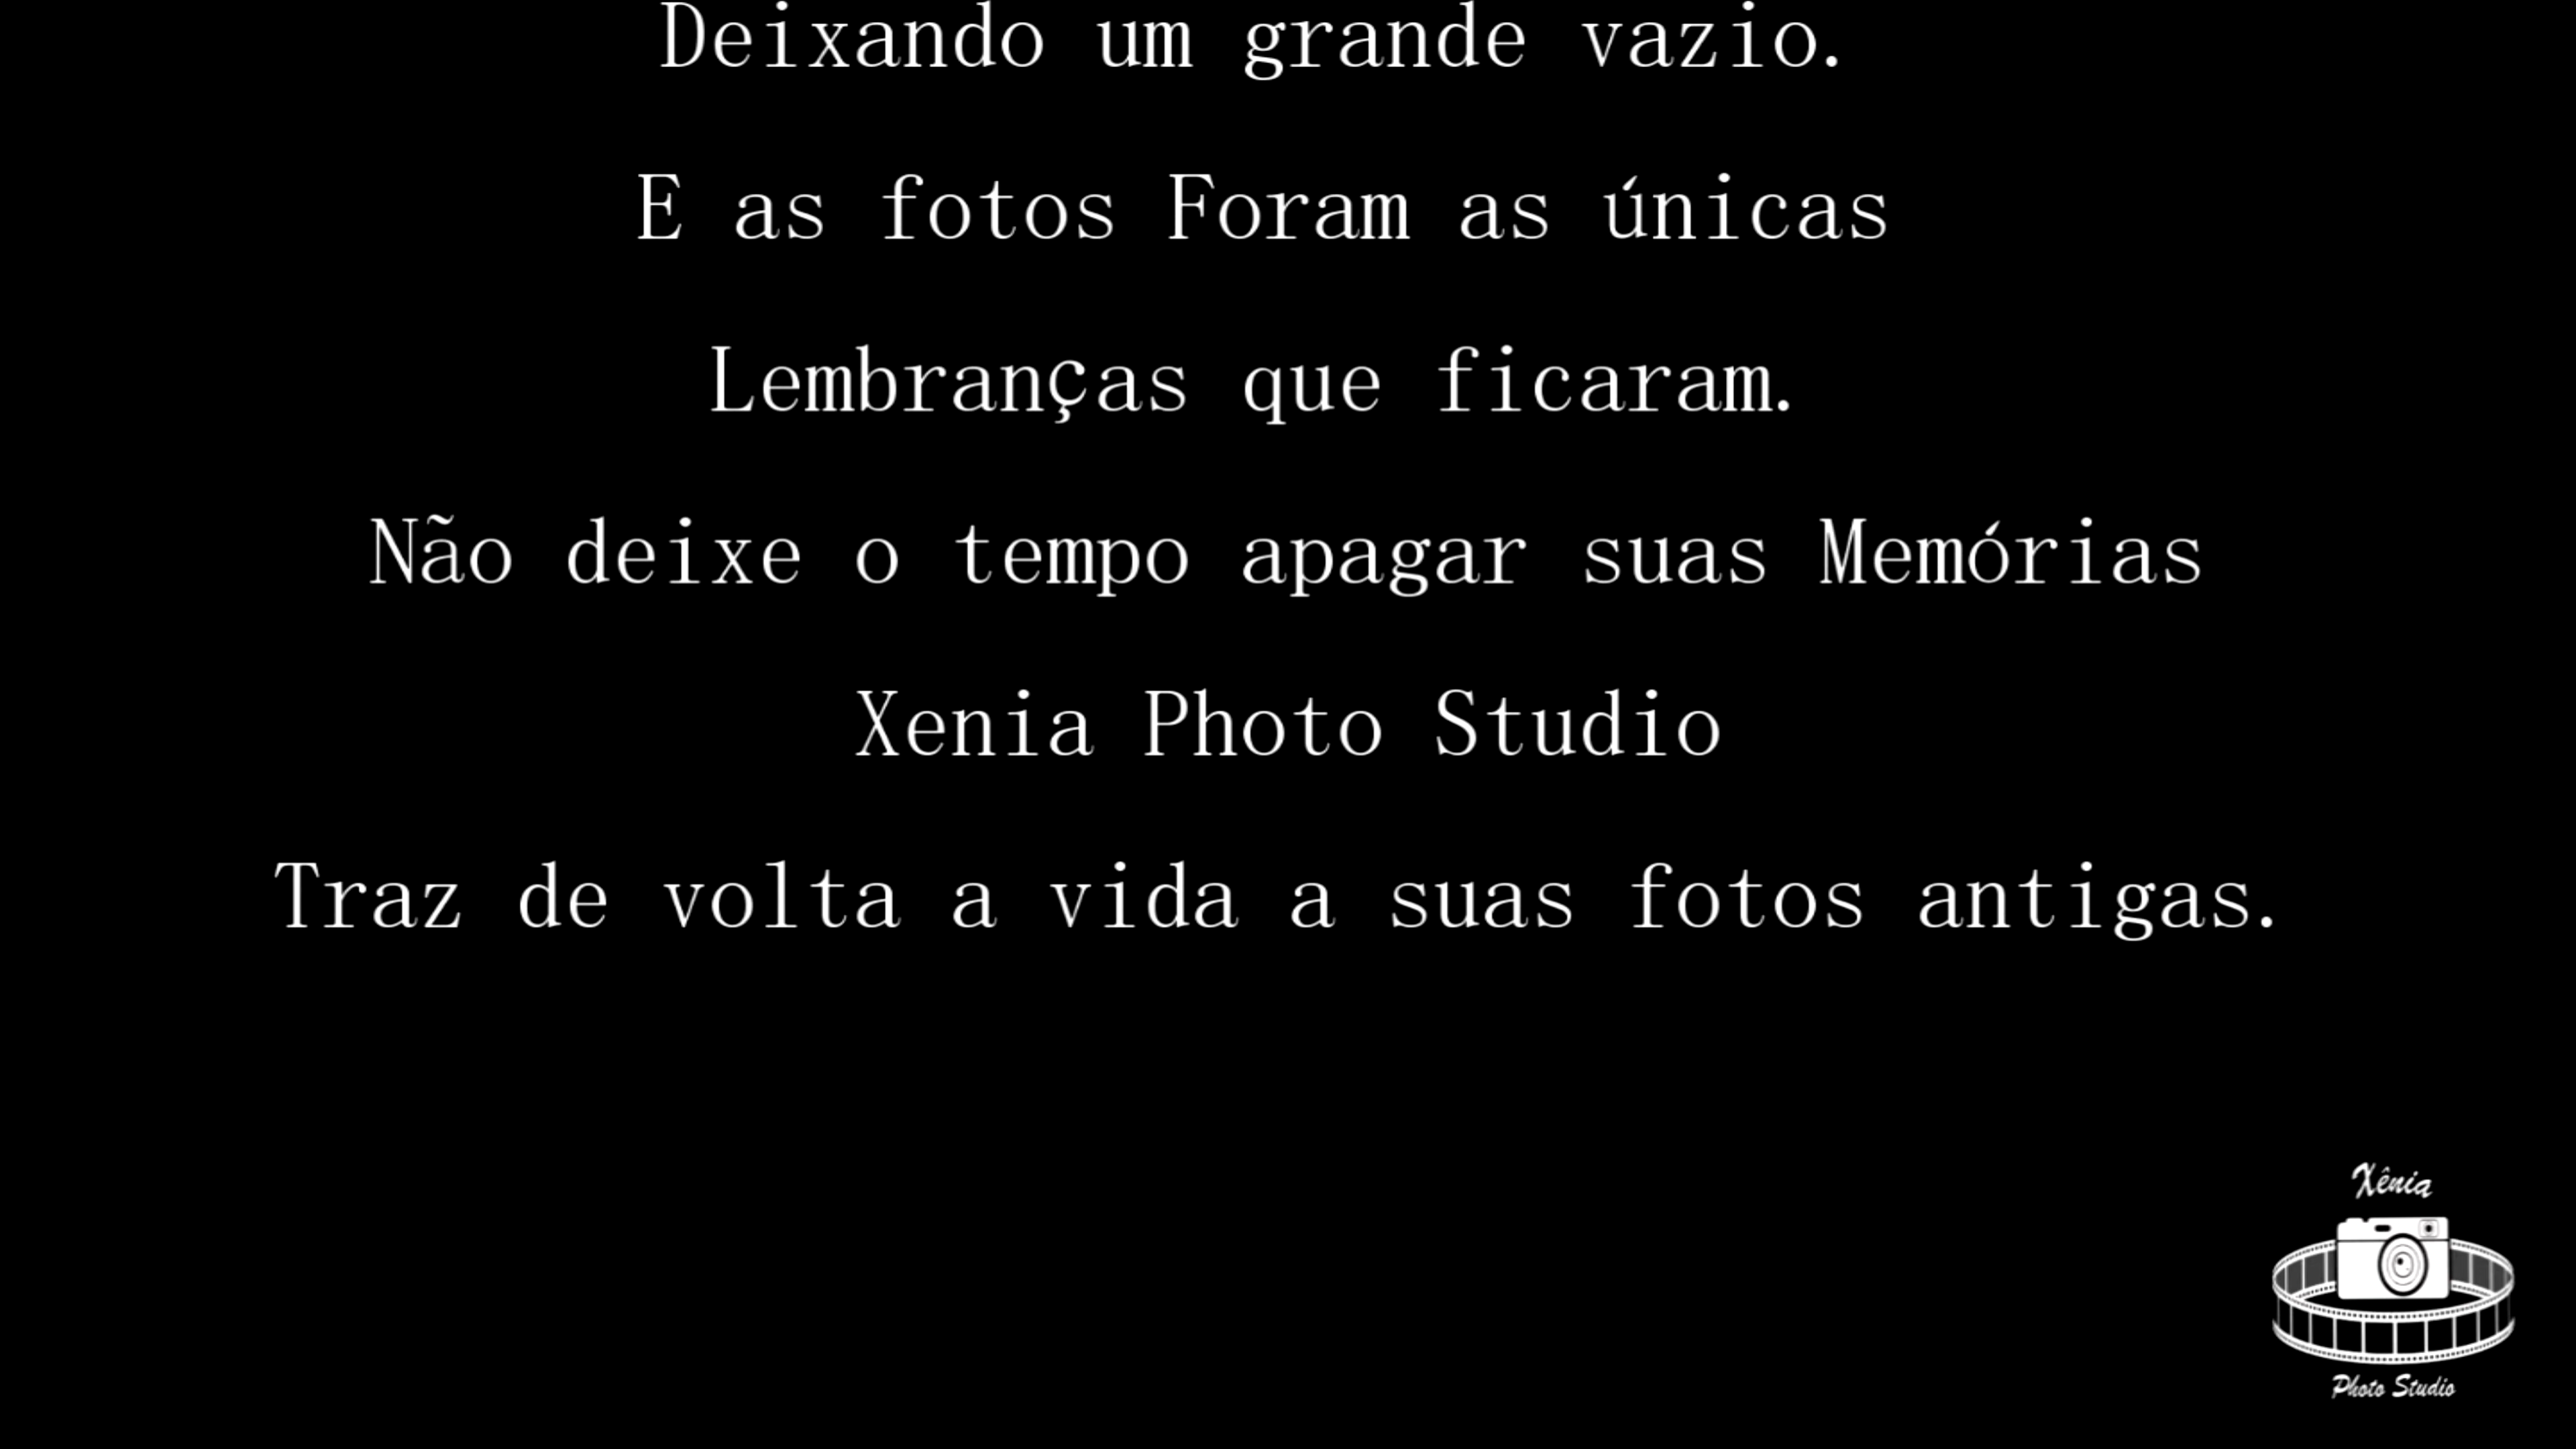 Deixando um grande vazio.
E as fotos Foram as únicas
Lembranças que ficaram.
Não deixe o tempo apagar suas Memórias
Xenia Photo Studio
Traz de volta a vida a suas fotos antigas.
Xênia
Photo Studio